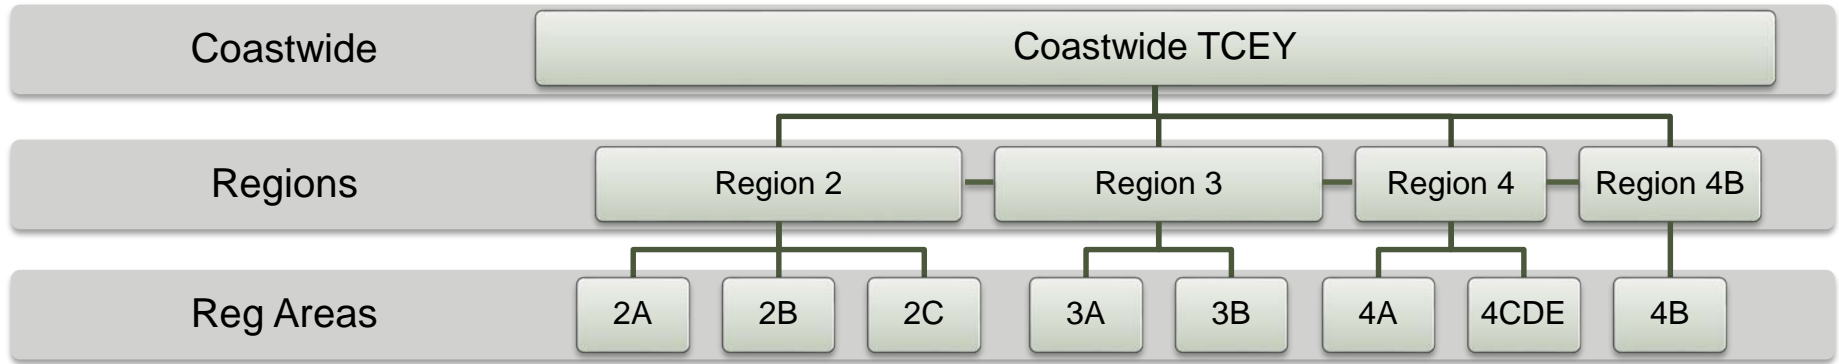 Coastwide
Coastwide TCEY
Regions
Region 2
Region 3
Region 4
Region 4B
Reg Areas
2A
2B
2C
3A
3B
4A
4CDE
4B